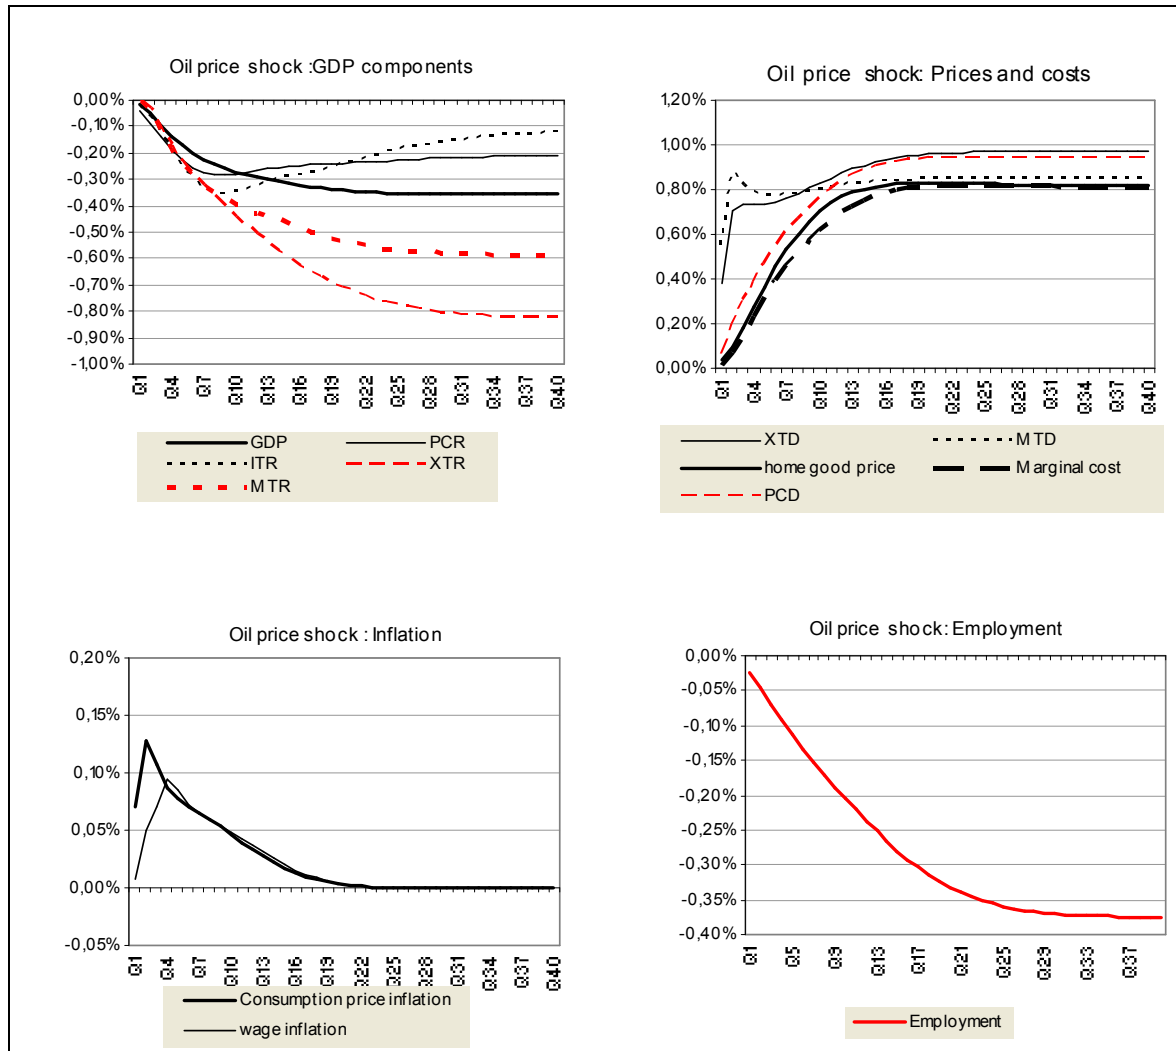 Oil price shock :GDP components
0,00%
-0,10%
-0,20%
-0,30%
-0,40%
-0,50%
-0,60%
-0,70%
-0,80%
-0,90%
-1,00%
Q1 Q4 Q7 Q10 Q13 Q16 Q19 Q22 Q25 Q28 Q31 Q34 Q37 Q40
GDP PCR
ITR XTR
MTR
Oil price shock: Prices and costs
1,20%
1,00%
0,80%
0,60%
0,40%
0,20%
0,00%
Q1 Q4 Q7 Q10 Q13 Q16 Q19 Q22 Q25 Q28 Q31 Q34 Q37 Q40
XTD MTD
home good price Marginal cost
PCD
Oil price shock : Inflation
0,20%
0,15%
0,10%
0,05%
0,00%
-0,05%
Q1 Q4 Q7 Q10 Q13 Q16 Q19 Q22 Q25 Q28 Q31 Q34 Q37 Q40
Consumption price inflation
wage inflation
Oil price shock: Employment
0,00%
-0,05%
-0,10%
-0,15%
-0,20%
-0,25%
-0,30%
-0,35%
-0,40%
Q1 Q5 Q9 Q13 Q17 Q21 Q25 Q29 Q33 Q37
Employment